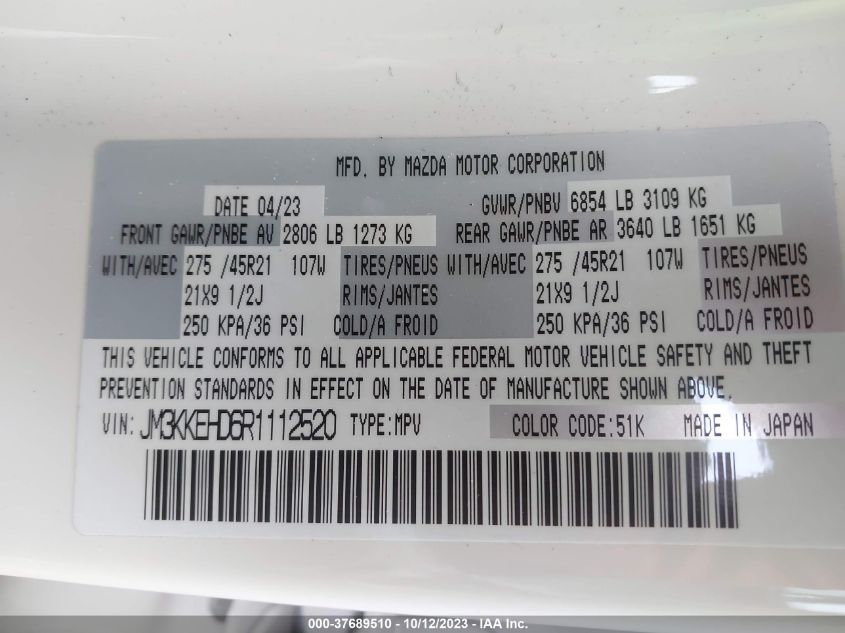 MFD. BY MAZDA MOTOR CORPORATION
DATE 04/23 GVWR/PNBV 6854 LB 3109 KG
FRONT GAWR/PNBE AV 2806 LB 1273 KG REAR GAWR/PNBE AR 3640 LB 1651 KG
WITH/AVEC 275 /45R21 107W TIRES/PNEUS WITH/AVEC 275 /45R21 107W TIRES/PNEUS
21X9 1/2J RIMS/JANTES 21X9 1/2J RIMS/JANTES
250 KPA/36 PSI COLD/A FROID 250 KPA/36 PSI COLD/A FROID
THIS VEHICLE CONFORMS TO ALL APPLICABLE FEDERAL MOTOR VEHICLE SAFETY AND THEFT
PREVENTION STANDARDS IN EFFECT ON THE DATE OF MANUFACTURE SHOWN ABOVE.
VIN: JM3KKEHD6R1112520 TYPE:MPV COLOR CODE:51K MADE IN JAPAN
000-37689510 - 10/12/2023 - IAA Inc.